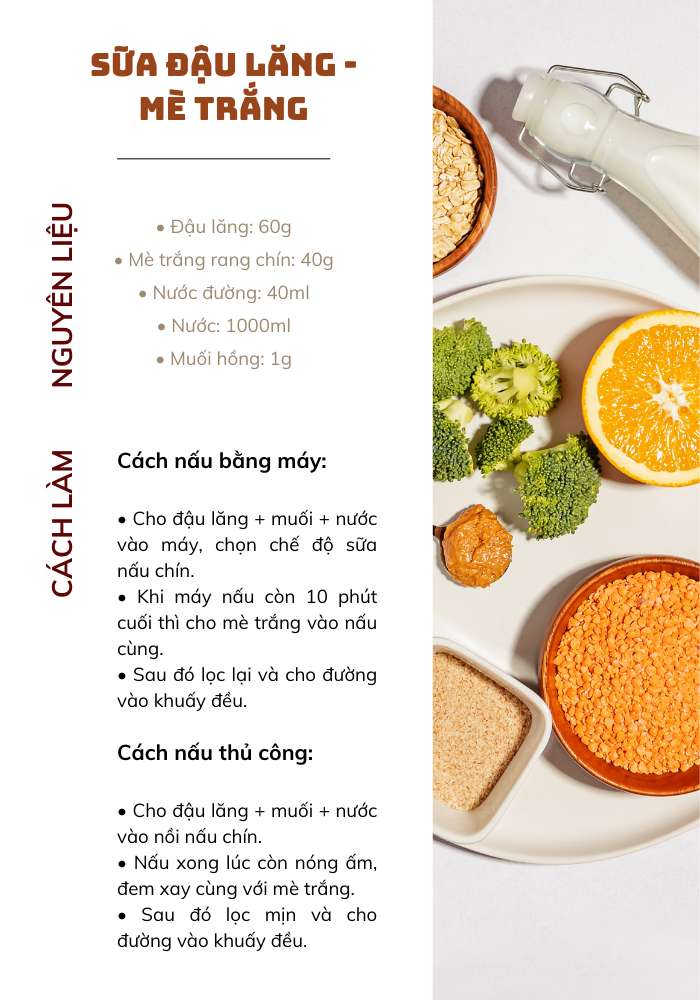 SỮA ĐẬU LĂNG -
MÈ TRẮNG
NGUYÊN LIỆU
• Đậu lăng: 60g
• Mè trắng rang chín: 40g
• Nước đường: 40ml
• Nước: 1000ml
• Muối hồng: 1g
CÁCH LÀM
Cách nấu bằng máy:
• Cho đậu lăng + muối + nước
vào máy, chọn chế độ sữa
nấu chín.
• Khi máy nấu còn 10 phút
cuối thì cho mè trắng vào nấu
cùng.
• Sau đó lọc lại và cho đường
vào khuấy đều.
Cách nấu thủ công:
• Cho đậu lăng + muối + nước
vào nồi nấu chín.
• Nấu xong lúc còn nóng ấm,
đem xay cùng với mè trắng.
• Sau đó lọc mịn và cho
đường vào khuấy đều.